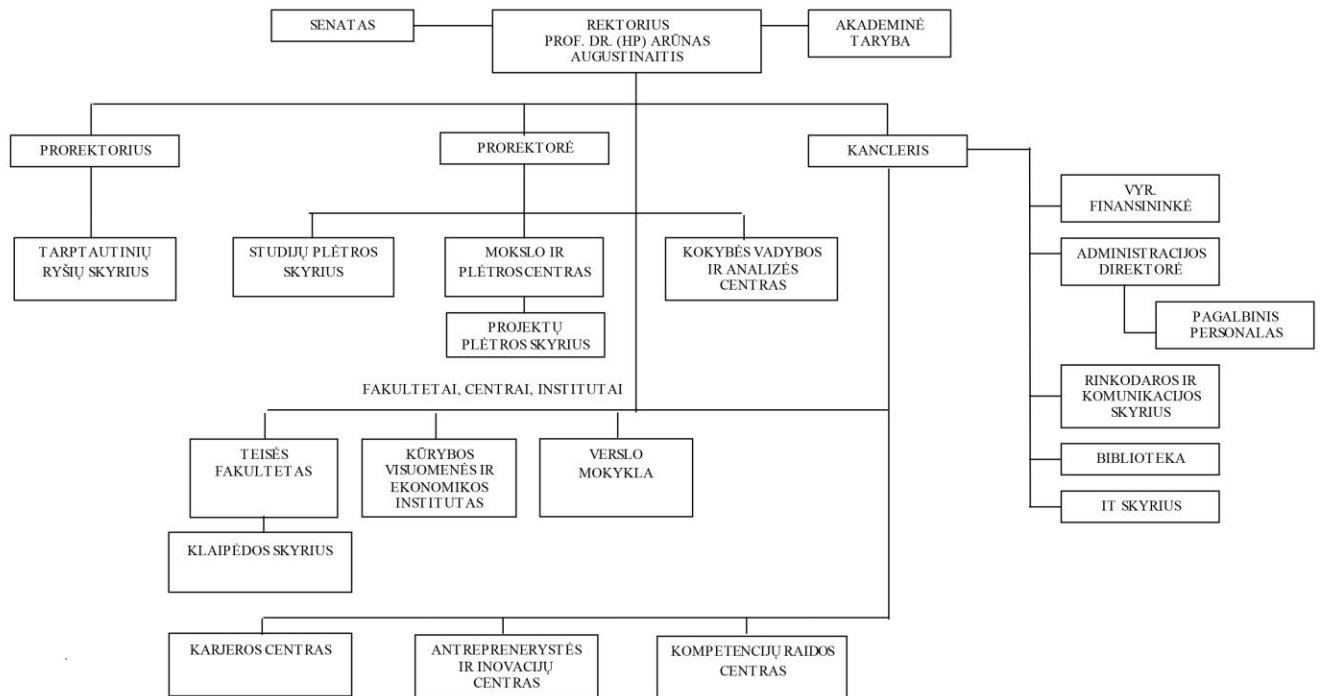 SENATAS
REKTORIUS
PROF. DR. (HP) ARŪNAS
AUGUSTINAITIS
AKADEMINĖ
TARYBA
PROREKTORIUS
PROREKTORĖ
KANCLERIS
VYR.
FINANSININKĖ
TARPTAUTINIŲ
RYŠIŲ SKYRIUS
STUDIJŲ PLĖTROS
SKYRIUS
MOKSLO IR
PLĖTROS CENTRAS
KOKYBĖS VADYBOS
IR ANALIZĖS
CENTRAS
ADMINISTRACIJOS
DIREKTORĖ
PROJEKTŲ
PLĖTROS SKYRIUS
PAGALBINIS
PERSONALAS
FAKULTETAI, CENTRAI, INSTITUTAI
RINKODAROS IR
KOMUNIKACIJOS
SKYRIUS
TEISĖS
FAKULTETAS
KŪRYBOS
VISUOMENĖS IR
EKONOMIKOS
INSTITUTAS
VERSLO
MOKYKLA
BIBLIOTEKA
IT SKYRIUS
KLAIPĖDOS SKYRIUS
KARJEROS CENTRAS
ANTREPRENERYSTĖS
IR INOVACIJŲ
CENTRAS
KOMPETENCIJŲ RAIDOS
CENTRAS